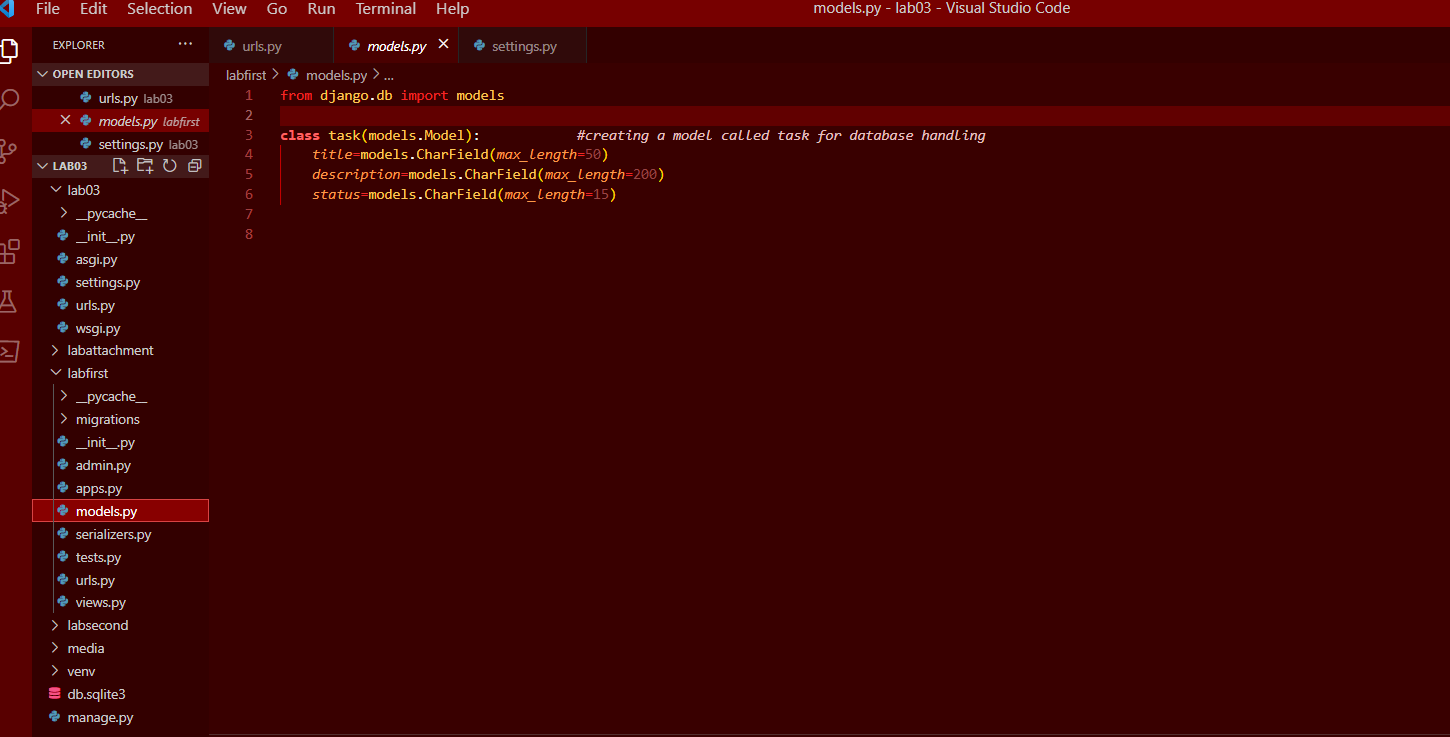 File Edit Selection View Go Run Terminal Help models.py - lab03 - Visual Studio Code
EXPLORER ···
urls.py models.py settings.py
OPEN EDITORS
urls.py lab03
models.py labfirst
settings.py lab03
LAB03
lab03
__pycache__
__init__.py
asgi.py
settings.py
urls.py
wsgi.py
labattachment
labfirst
__pycache__
migrations
__init__.py
admin.py
apps.py
models.py
serializers.py
tests.py
urls.py
views.py
labsecond
media
venv
db.sqlite3
manage.py
labfirst > models.py > ...
1 from django.db import models
2
3 class task(models.Model): #creating a model called task for database handling
4 title=models.CharField(max_length=50)
5 description=models.CharField(max_length=200)
6 status=models.CharField(max_length=15)
7
8